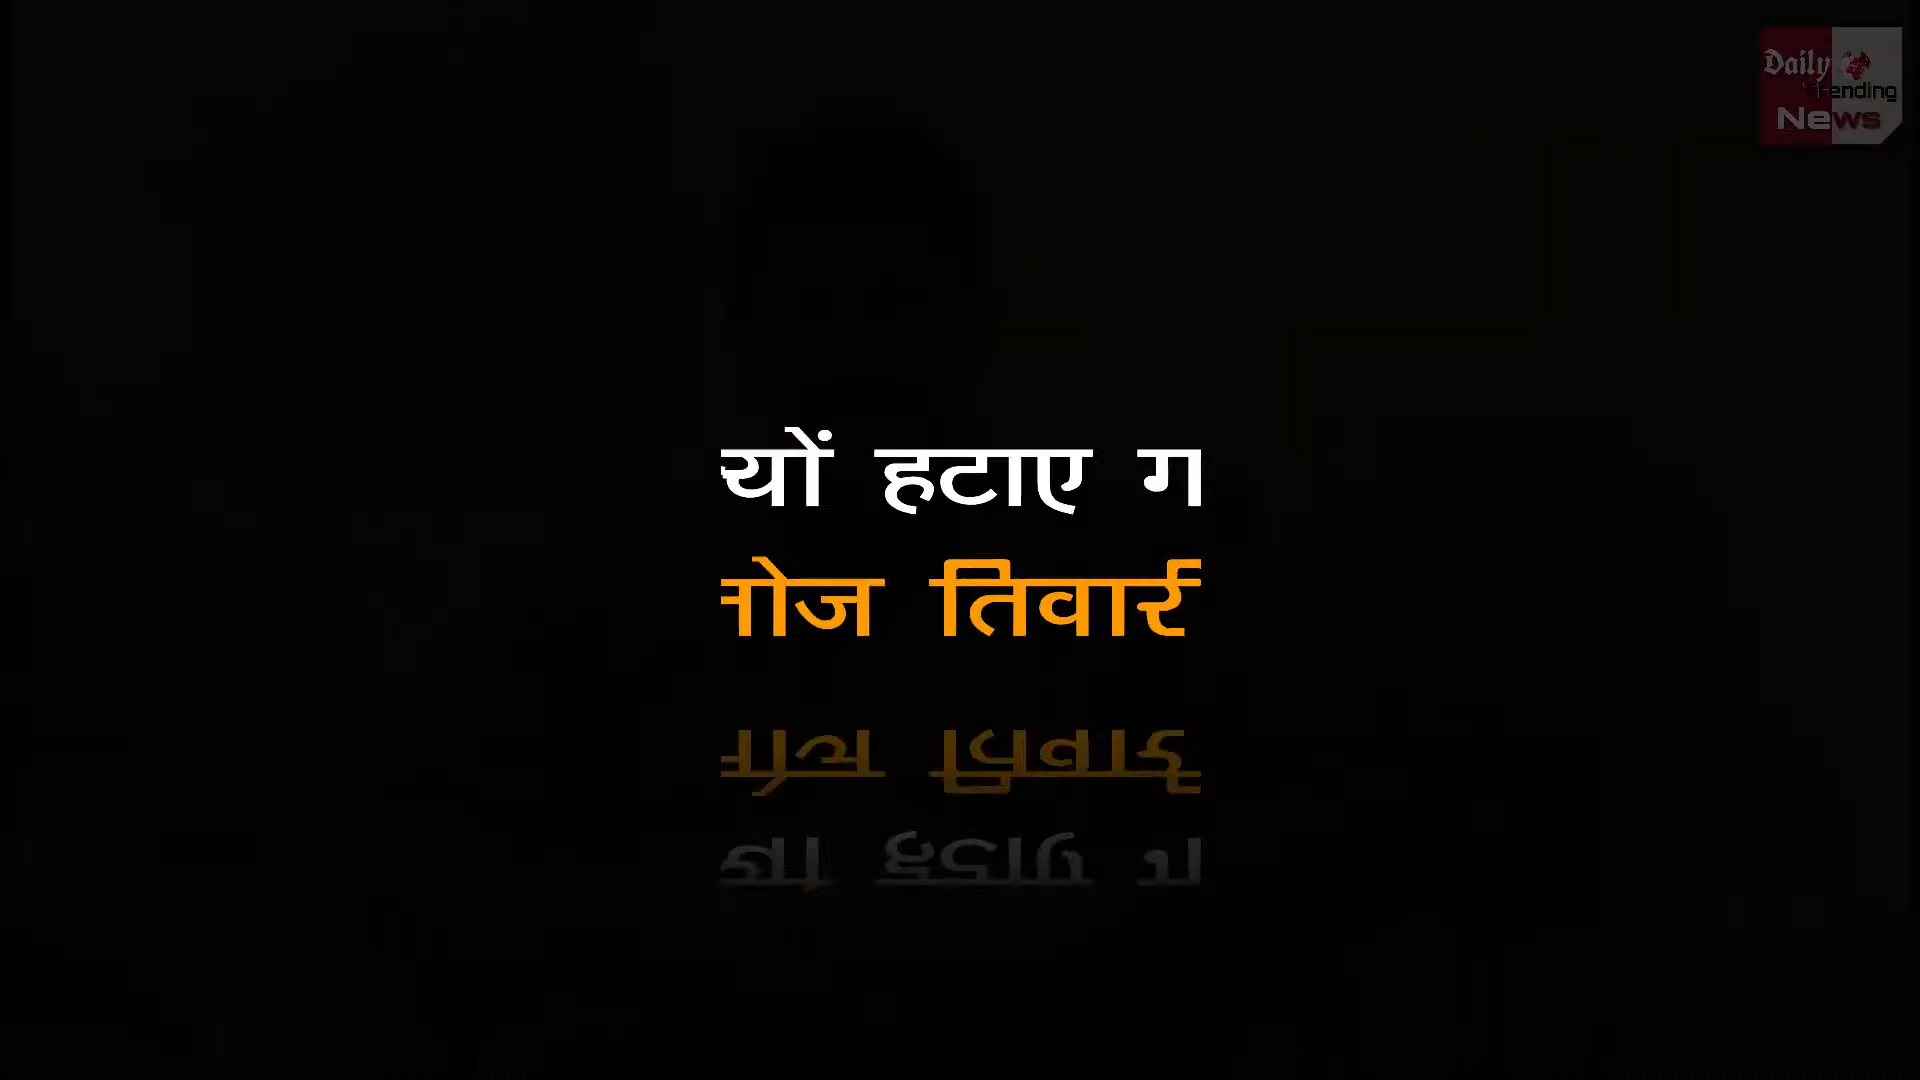 Daily
Trending
News
यों हटाए ग
नोज तिवारी